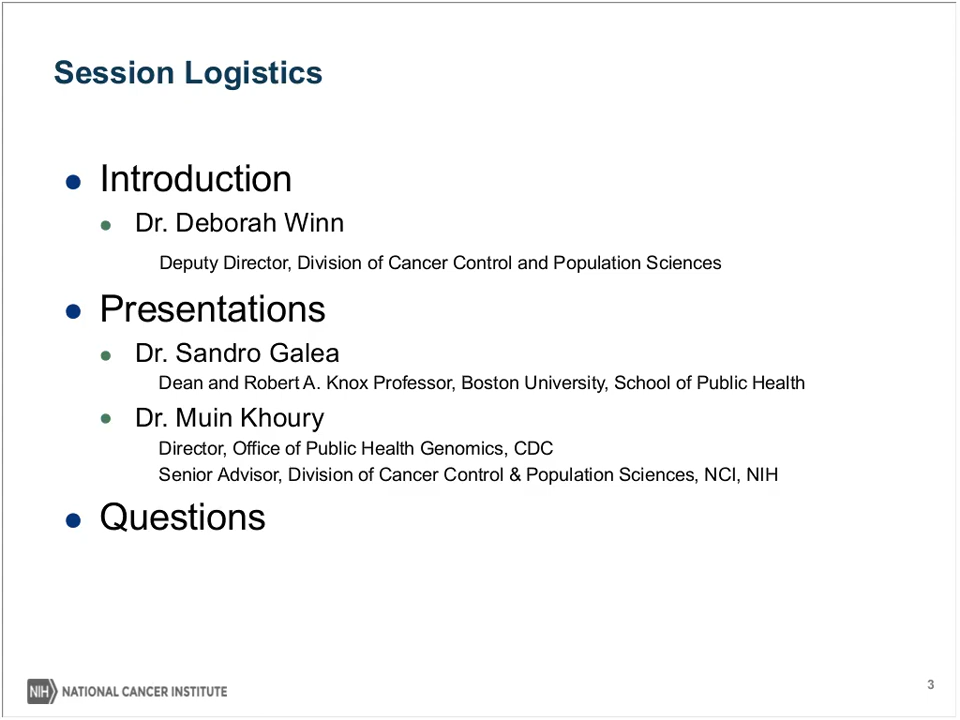 Session Logistics
Introduction
Dr. Deborah Winn
Deputy Director, Division of Cancer Control and Population Sciences
Presentations
Dr. Sandro Galea
Dean and Robert A. Knox Professor, Boston University, School of Public Health
Dr. Muin Khoury
Director, Office of Public Health Genomics, CDC
Senior Advisor, Division of Cancer Control & Population Sciences, NCI, NIH
Questions
NIH NATIONAL CANCER INSTITUTE
3